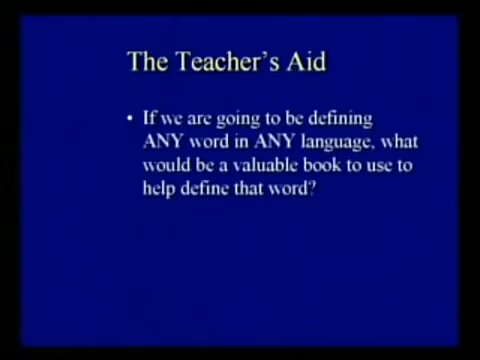 The Teacher's Aid
• If we are going to be defining
ANY word in ANY language, what
would be a valuable book to use to
help define that word?